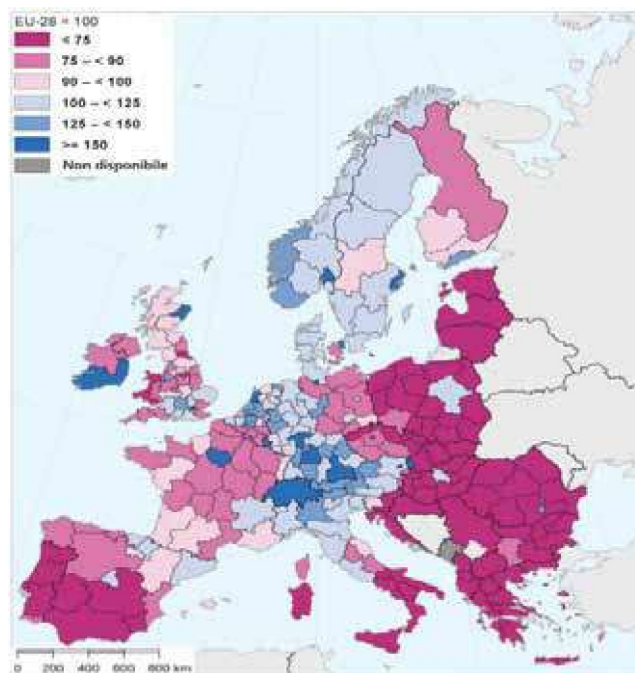 EU-28 = 100
< 75
75 – < 90
90 – < 100
100 – < 125
125 – < 150
>= 150
Non disponibile
0 200 400 600 800 km